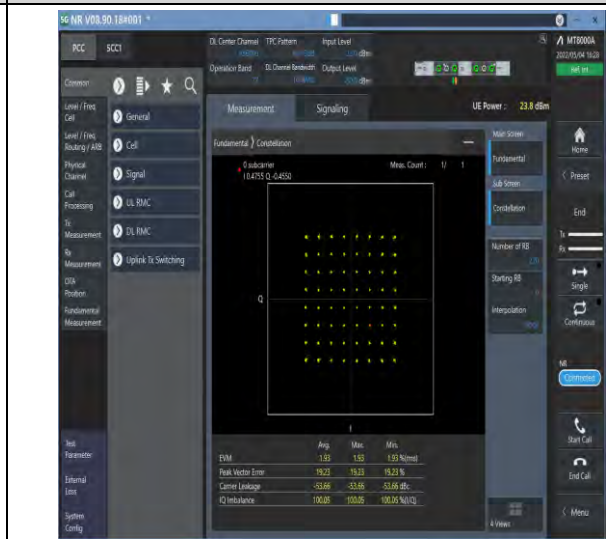 5G NR V08.90.18#001 *
PCC
SCC1
DL Center Channel
TPC Pattern
Input Level
dBm
Operation Band
DL Channel Bandwidth
Output Level
dBm
MT8000A
2022/05/04 16:28
Common
Level / Freq.
Cell
Level / Freq.
Routing / ARB
Physical
Channel
Call
Processing
Tx
Measurement
Rx
Measurement
OTA
Position
Fundamental
Measurement
Test
Parameter
External
Loss
System
Config
General
Cell
Signal
UL RMC
DL RMC
Uplink Tx Switching
Measurement
Signaling
UE Power : 23.8 dBm
Fundamental
Constellation
0 subcarrier
I 0.4755 Q -0.4550
Meas. Count : 1/ 1
Q
I
Avg. Max. Min.
EVM 1.93 1.93 1.93 %(rms)
Peak Vector Error 19.23 19.23 19.23 %
Carrier Leakage -53.66 -53.66 -53.66 dBc
IQ Imbalance 100.05 100.05 100.05 %(I/Q)
Main Screen
Fundamental
Sub Screen
Constellation
Number of RB
Starting RB
Interpolation
4 Views
Home
Preset
End
Tx
Rx
Single
Continuous
NR
Connected
Start Call
End Call
Menu